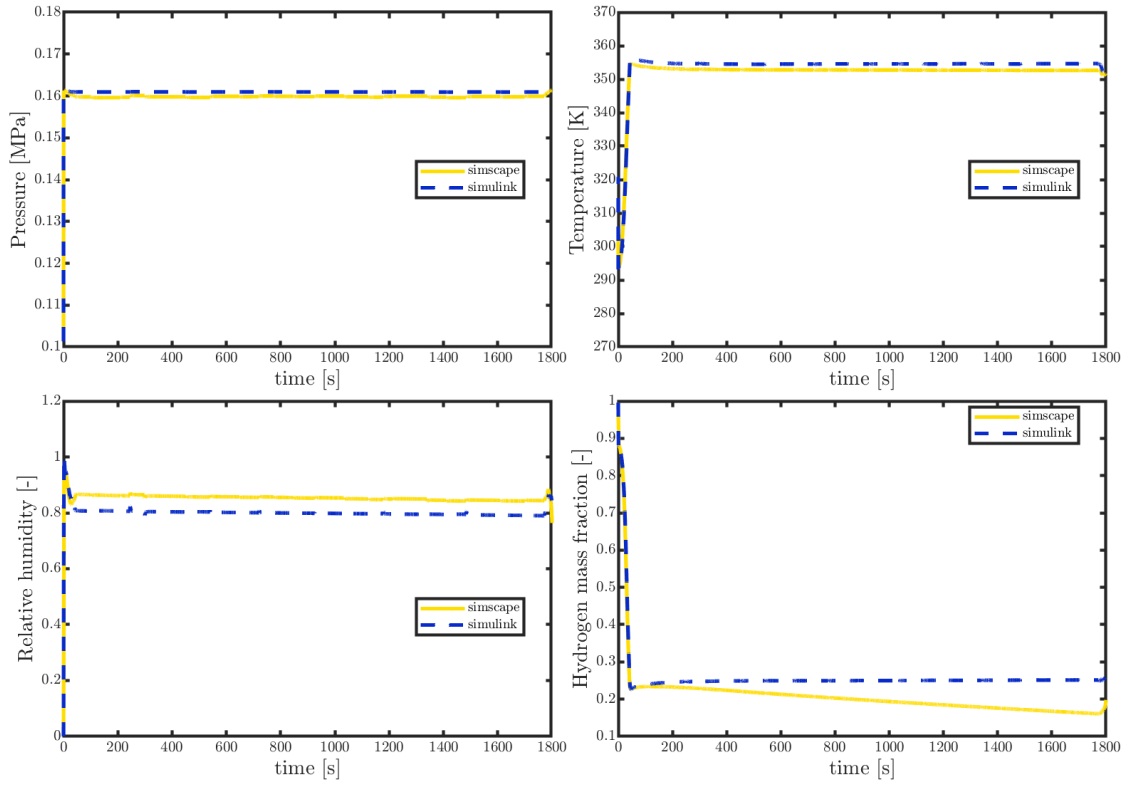 0.18
0.17
0.16
0.15
0.14
0.13
0.12
0.11
0.1
Pressure [MPa]
simscape
simulink
0 200 400 600 800 1000 1200 1400 1600 1800
time [s]
370
360
350
340
330
320
310
300
290
280
270
Temperature [K]
simscape
simulink
0 200 400 600 800 1000 1200 1400 1600 1800
time [s]
1.2
1
0.8
0.6
0.4
0.2
0
Relative humidity [-]
simscape
simulink
0 200 400 600 800 1000 1200 1400 1600 1800
time [s]
1
0.9
0.8
0.7
0.6
0.5
0.4
0.3
0.2
0.1
Hydrogen mass fraction [-]
simscape
simulink
0 200 400 600 800 1000 1200 1400 1600 1800
time [s]